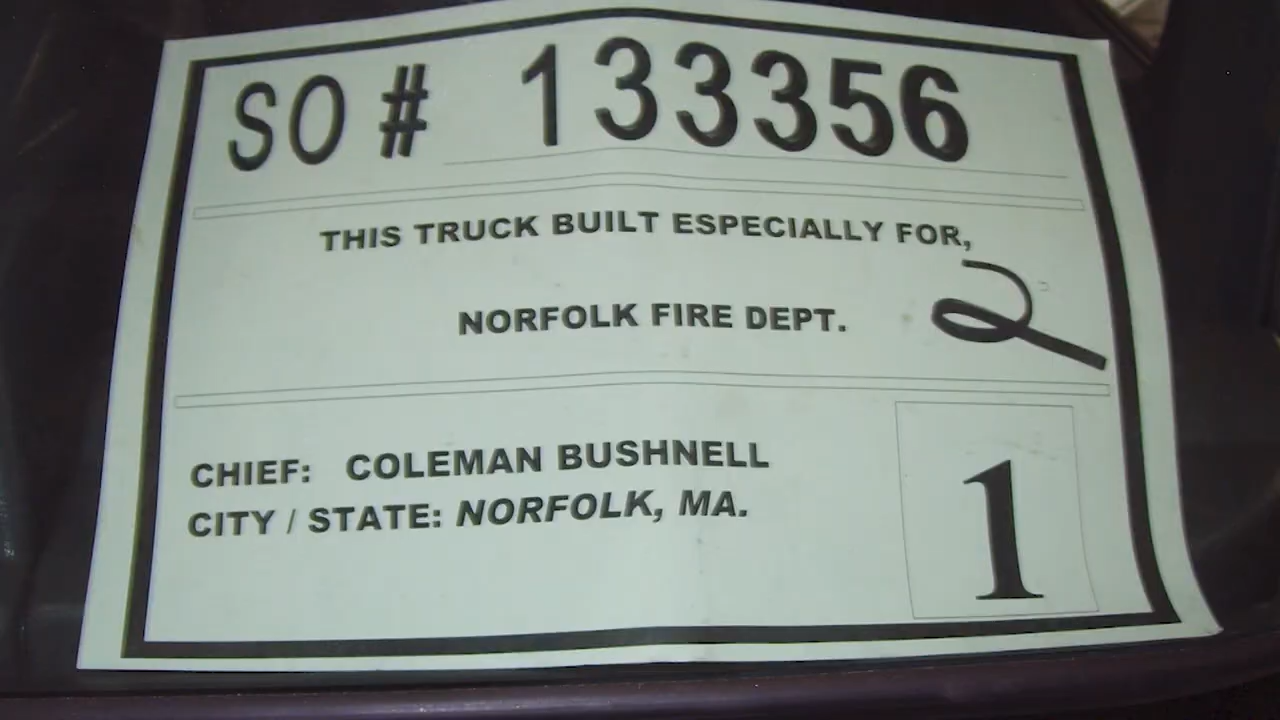 SO # 133356
THIS TRUCK BUILT ESPECIALLY FOR,
NORFOLK FIRE DEPT.
2
CHIEF: COLEMAN BUSHNELL
CITY / STATE: NORFOLK, MA.
1